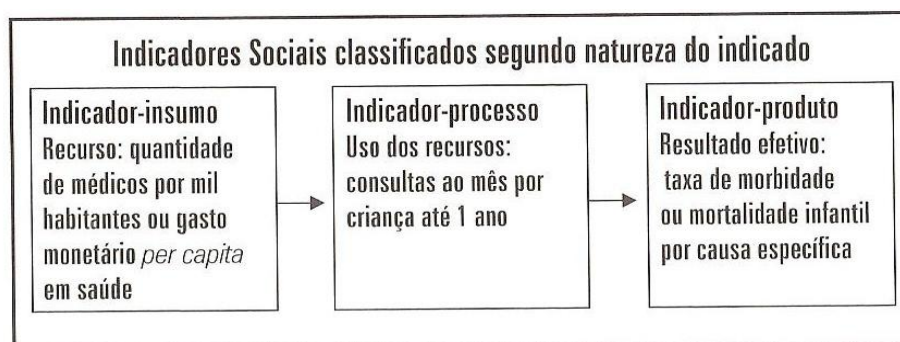 Indicadores Sociais classificados segundo natureza do indicado
Indicador-insumo
Recurso: quantidade
de médicos por mil
habitantes ou gasto
monetário per capita
em saúde
Indicador-processo
Uso dos recursos:
consultas ao mês por
criança até 1 ano
Indicador-produto
Resultado efetivo:
taxa de morbidade
ou mortalidade infantil
por causa específica